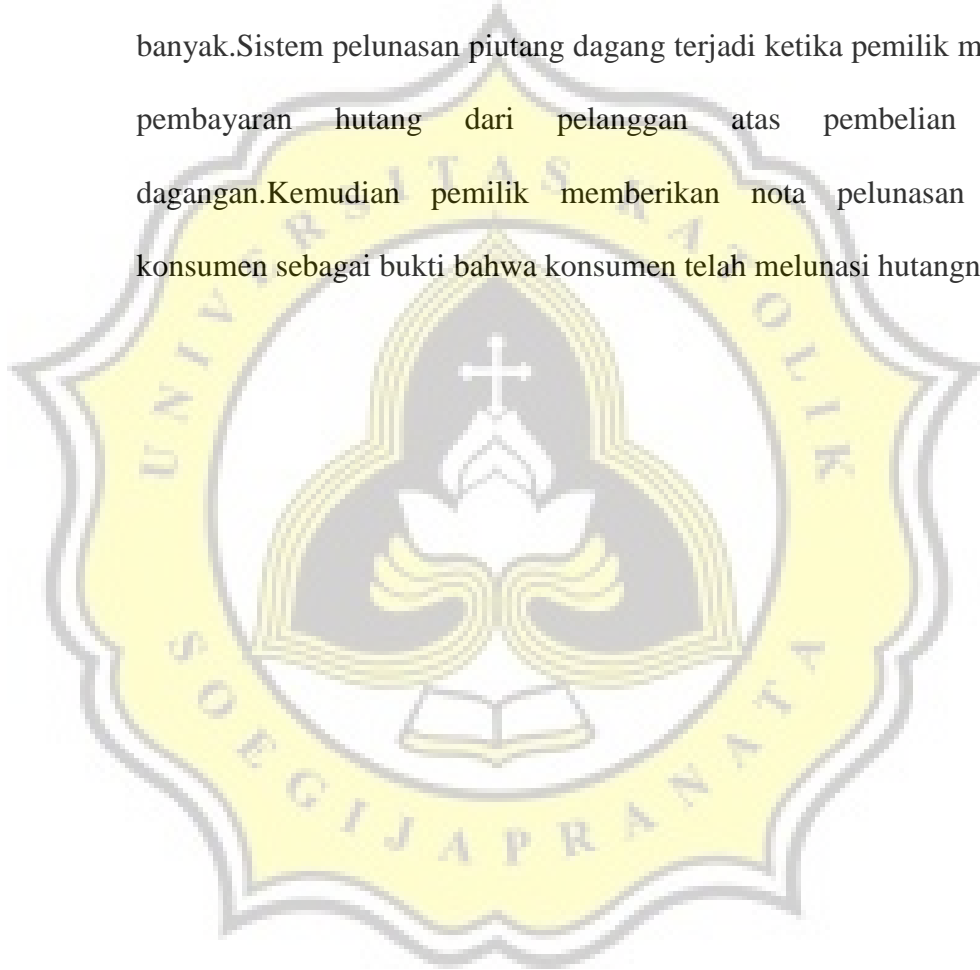 banyak.Sistem pelunasan piutang dagang terjadi ketika pemilik
pembayaran hutang dari pelanggan atas pembelian
dagangan.Kemudian pemilik memberikan nota pelunasan
konsumen sebagai bukti bahwa konsumen telah melunasi
UNIVERSITAS KATOLIK
SOEGIJAPRANATA